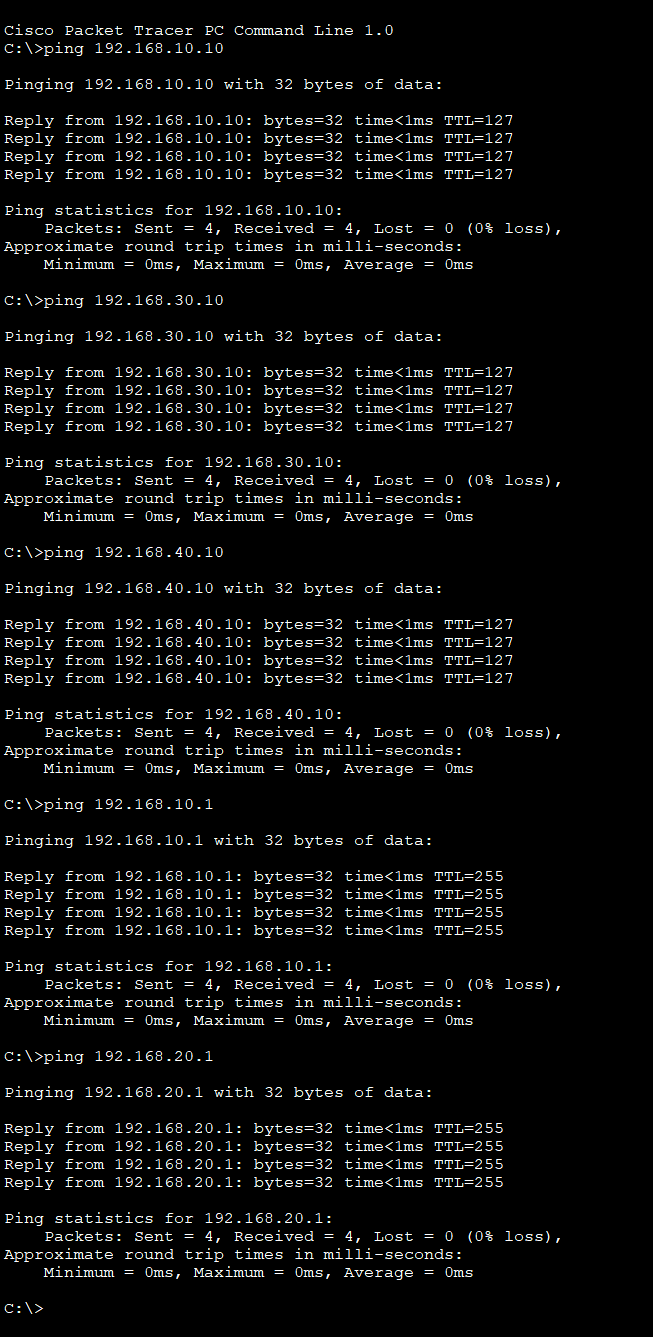 Cisco Packet Tracer PC Command Line 1.0
C:\>ping 192.168.10.10
Pinging 192.168.10.10 with 32 bytes of data:
Reply from 192.168.10.10: bytes=32 time<1ms TTL=127
Reply from 192.168.10.10: bytes=32 time<1ms TTL=127
Reply from 192.168.10.10: bytes=32 time<1ms TTL=127
Reply from 192.168.10.10: bytes=32 time<1ms TTL=127
Ping statistics for 192.168.10.10:
    Packets: Sent = 4, Received = 4, Lost = 0 (0% loss),
Approximate round trip times in milli-seconds:
    Minimum = 0ms, Maximum = 0ms, Average = 0ms
C:\>ping 192.168.30.10
Pinging 192.168.30.10 with 32 bytes of data:
Reply from 192.168.30.10: bytes=32 time<1ms TTL=127
Reply from 192.168.30.10: bytes=32 time<1ms TTL=127
Reply from 192.168.30.10: bytes=32 time<1ms TTL=127
Reply from 192.168.30.10: bytes=32 time<1ms TTL=127
Ping statistics for 192.168.30.10:
    Packets: Sent = 4, Received = 4, Lost = 0 (0% loss),
Approximate round trip times in milli-seconds:
    Minimum = 0ms, Maximum = 0ms, Average = 0ms
C:\>ping 192.168.40.10
Pinging 192.168.40.10 with 32 bytes of data:
Reply from 192.168.40.10: bytes=32 time<1ms TTL=127
Reply from 192.168.40.10: bytes=32 time<1ms TTL=127
Reply from 192.168.40.10: bytes=32 time<1ms TTL=127
Reply from 192.168.40.10: bytes=32 time<1ms TTL=127
Ping statistics for 192.168.40.10:
    Packets: Sent = 4, Received = 4, Lost = 0 (0% loss),
Approximate round trip times in milli-seconds:
    Minimum = 0ms, Maximum = 0ms, Average = 0ms
C:\>ping 192.168.10.1
Pinging 192.168.10.1 with 32 bytes of data:
Reply from 192.168.10.1: bytes=32 time<1ms TTL=255
Reply from 192.168.10.1: bytes=32 time<1ms TTL=255
Reply from 192.168.10.1: bytes=32 time<1ms TTL=255
Reply from 192.168.10.1: bytes=32 time<1ms TTL=255
Ping statistics for 192.168.10.1:
    Packets: Sent = 4, Received = 4, Lost = 0 (0% loss),
Approximate round trip times in milli-seconds:
    Minimum = 0ms, Maximum = 0ms, Average = 0ms
C:\>ping 192.168.20.1
Pinging 192.168.20.1 with 32 bytes of data:
Reply from 192.168.20.1: bytes=32 time<1ms TTL=255
Reply from 192.168.20.1: bytes=32 time<1ms TTL=255
Reply from 192.168.20.1: bytes=32 time<1ms TTL=255
Reply from 192.168.20.1: bytes=32 time<1ms TTL=255
Ping statistics for 192.168.20.1:
    Packets: Sent = 4, Received = 4, Lost = 0 (0% loss),
Approximate round trip times in milli-seconds:
    Minimum = 0ms, Maximum = 0ms, Average = 0ms
C:\>